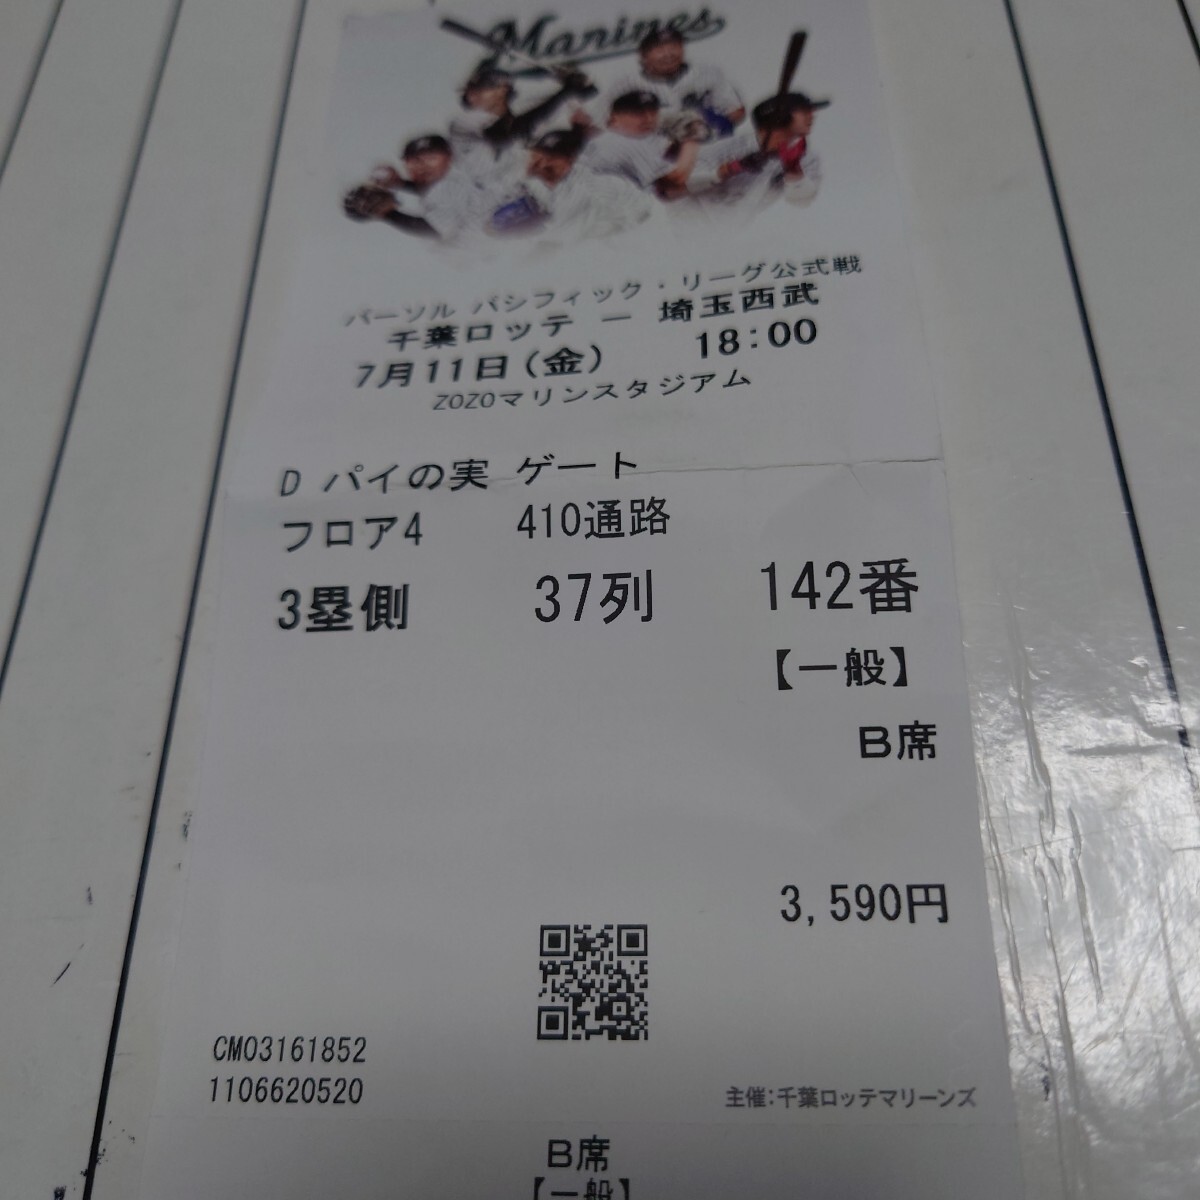 Marines
パーソル パシフィック・リーグ公式戦
千葉ロッテ － 埼玉西武
7月11日(金) 18:00
ZOZOマリンスタジアム
D パイの実 ゲート
フロア4 410通路
3塁側 37列 142番
【一般】
B席
3,590円
CM03161852
1106620520
主催:千葉ロッテマリーンズ
B席
【一般】